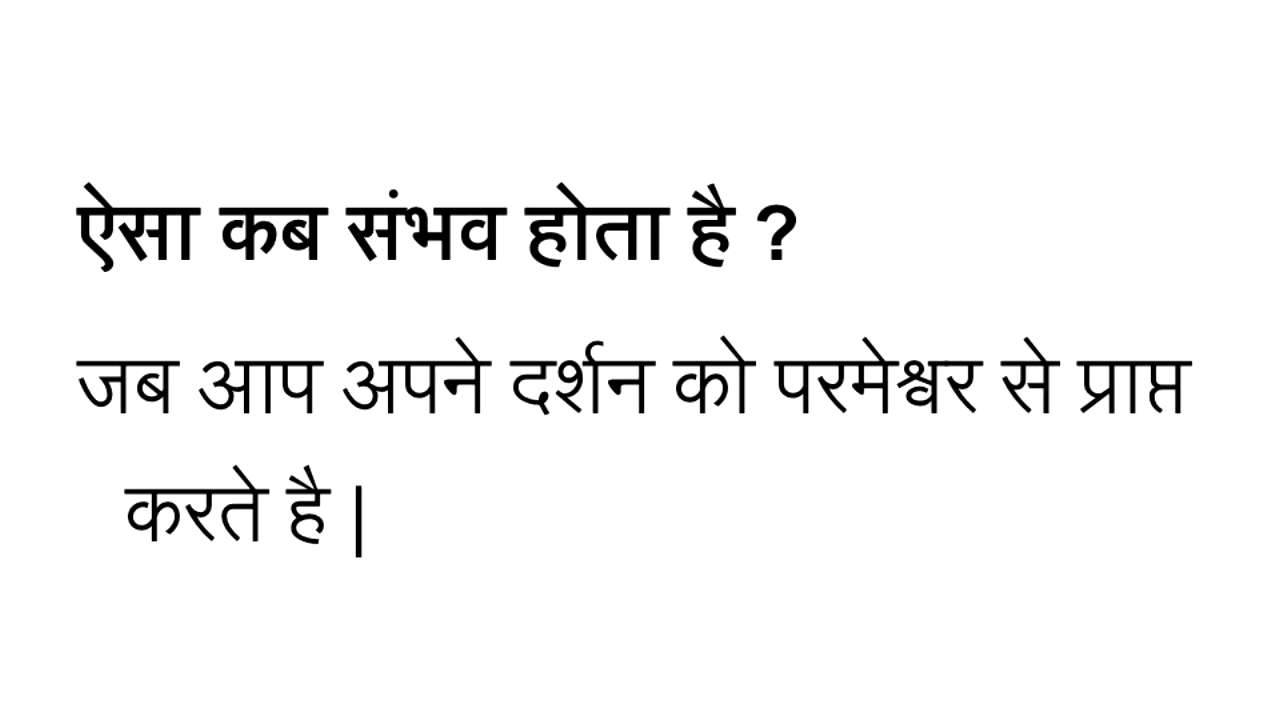 ऐसा कब संभव होता है ?
जब आप अपने दर्शन को परमेश्वर से प्राप्त
करते है |